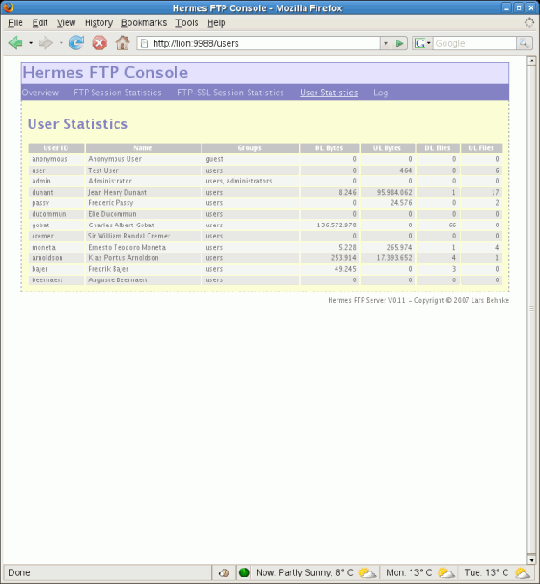 Hermes FTP Console - Mozilla Firefox
File Edit View History Bookmarks Tools Help
http://lion:9988/users
Google
Hermes FTP Console
Overview FTP Session Statistics FTP-SSL Session Statistics User Statistics Log
User Statistics
User ID Name Groups DL Bytes UL Bytes DL Files UL Files
anonymous Anonymous User guest 0 0 0 0
user Test User users 0 464 0 6
admin Administrator users, administrators 0 0 0 0
dunant Jean Henry Dunant users 8.246 95.984.062 1 17
passy Frederic Passy users 0 24.576 0 2
ducommun Elie Ducommun users 0 0 0 0
gobat Charles Albert Gobat users 0 0
cremer Sir William Randal Cremer users 0 0 0 0
moneta Ernesto Teodoro Moneta users 5.228 265.974 1 4
arnoldson Klas Pontus Arnoldson users 253.914 17.393.652 4 1
bajer Fredrik Bajer users 49.245 0 3 0
beernaert Auguste Beernaert users 0 0 0 0
Hermes FTP Server V0.11 - Copyright © 2007 Lars Behnke
Done Now: Partly Sunny, 8° C Mon: 13° C Tue: 13° C